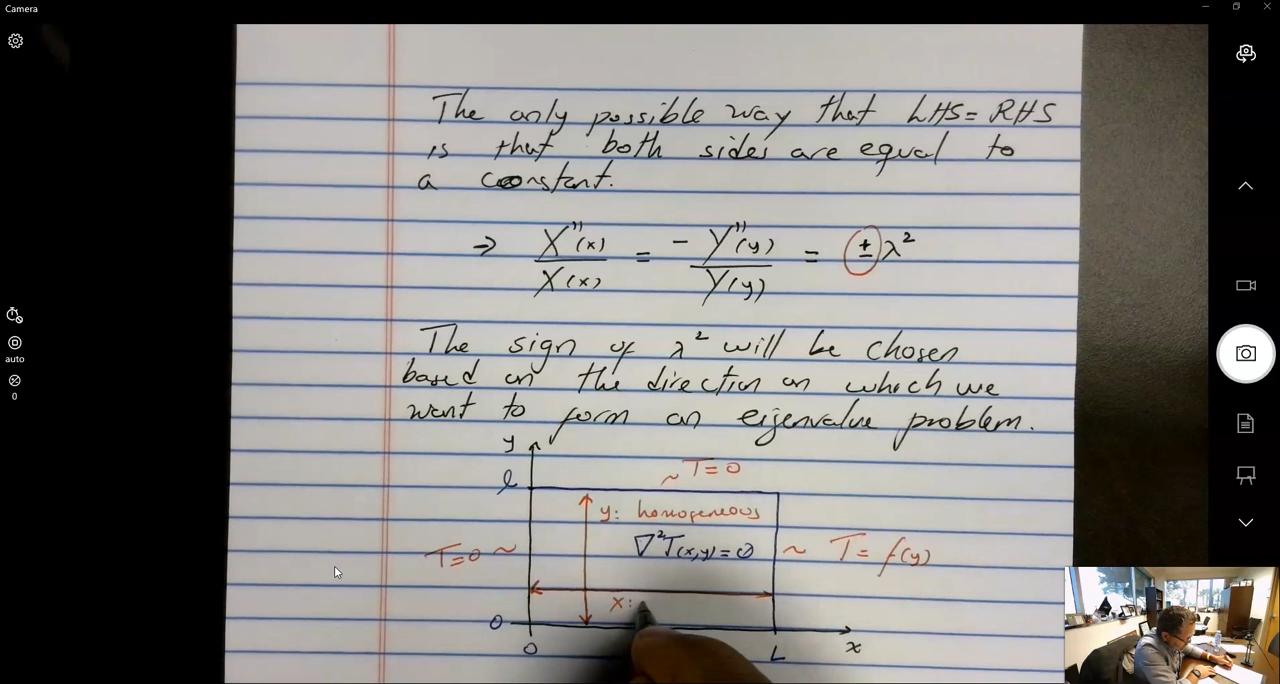 Camera
The only possible way that LHS = RHS
is that both sides are equal to
a constant.
⇒ X''(x)/X(x) = -Y''(y)/Y(y) = ± λ²
The sign of λ² will be chosen
based on the direction on which we
want to form an eigenvalue problem.
y
l
~ T=0
y: homogeneous
T=0 ~
∇²T(x,y)=0
~ T=f(y)
auto
0
x:
0
0
L
x